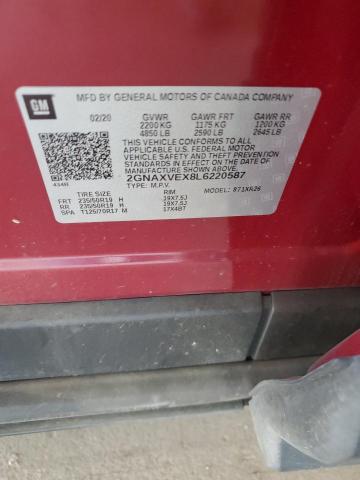 GM
MFD BY GENERAL MOTORS OF CANADA COMPANY
02/20 GVWR GAWR FRT GAWR RR
2200 KG 1175 KG 1200 KG
4850 LB 2590 LB 2645 LB
THIS VEHICLE CONFORMS TO ALL
APPLICABLE U.S. FEDERAL MOTOR
VEHICLE SAFETY, BUMPER, AND THEFT
PREVENTION STANDARDS IN EFFECT
ON THE DATE OF
MANUFACTURE SHOWN ABOVE.
2GNAXVEX8L6220587
TYPE: M.P.V. MODEL: 871XR26
TIRE SIZE RIM
FRT 235/50R19 H 19X7.5J
RR 235/50R19 H 19X7.5J
SPA T125/70R17 M 17X4BT